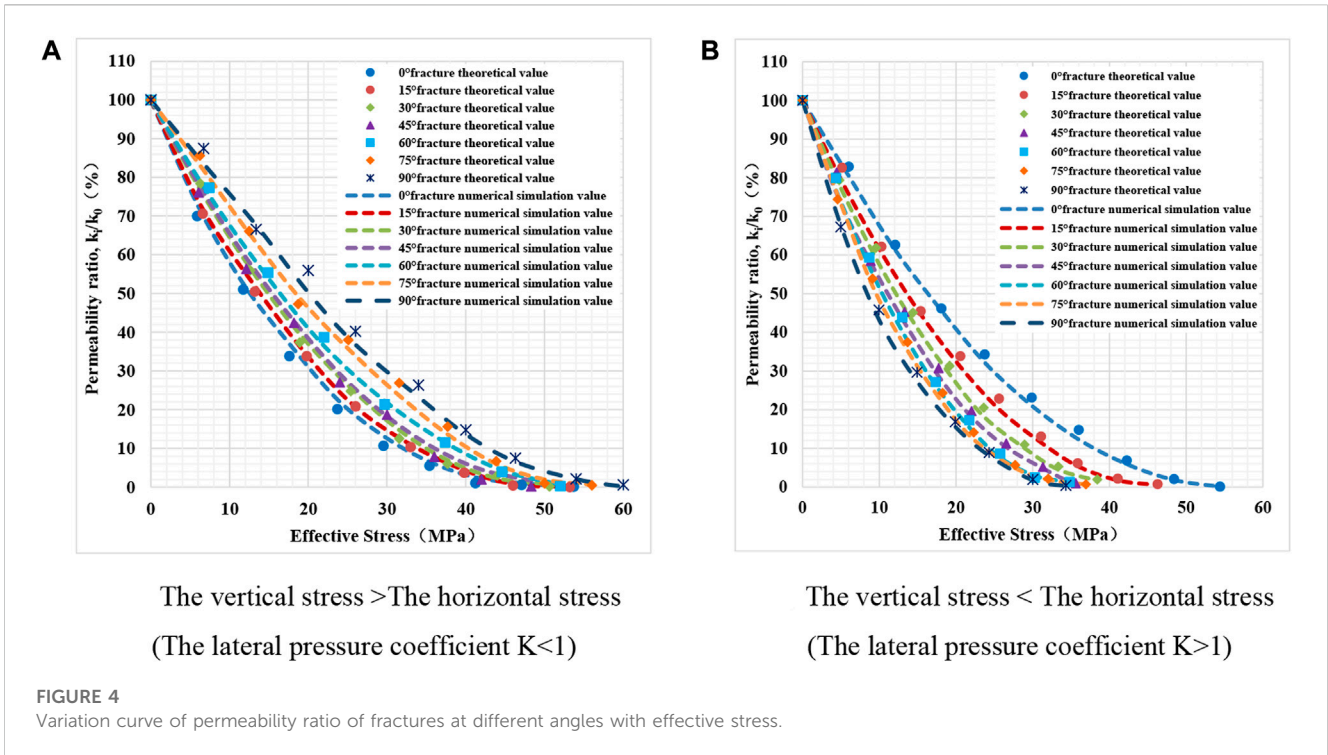 A
110
100
90
80
70
60
50
40
30
20
10
0
Permeability ratio, kᵢ/k₀ (%)
0°fracture theoretical value
15°fracture theoretical value
30°fracture theoretical value
45°fracture theoretical value
60°fracture theoretical value
75°fracture theoretical value
90°fracture theoretical value
0°fracture numerical simulation value
15°fracture numerical simulation value
30°fracture numerical simulation value
45°fracture numerical simulation value
60°fracture numerical simulation value
75°fracture numerical simulation value
90°fracture numerical simulation value
0 10 20 30 40 50 60
Effective Stress（MPa）
The vertical stress >The horizontal stress
(The lateral pressure coefficient K<1)
B
110
100
90
80
70
60
50
40
30
20
10
0
Permeability ratio, kᵢ/k₀（%）
0°fracture theoretical value
15°fracture theoretical value
30°fracture theoretical value
45°fracture theoretical value
60°fracture theoretical value
75°fracture theoretical value
90°fracture theoretical value
0°fracture numerical simulation value
15°fracture numerical simulation value
30°fracture numerical simulation value
45°fracture numerical simulation value
60°fracture numerical simulation value
75°fracture numerical simulation value
90°fracture numerical simulation value
0 10 20 30 40 50 60
Effective Stress（MPa）
The vertical stress < The horizontal stress
(The lateral pressure coefficient K>1)
FIGURE 4
Variation curve of permeability ratio of fractures at different angles with effective stress.